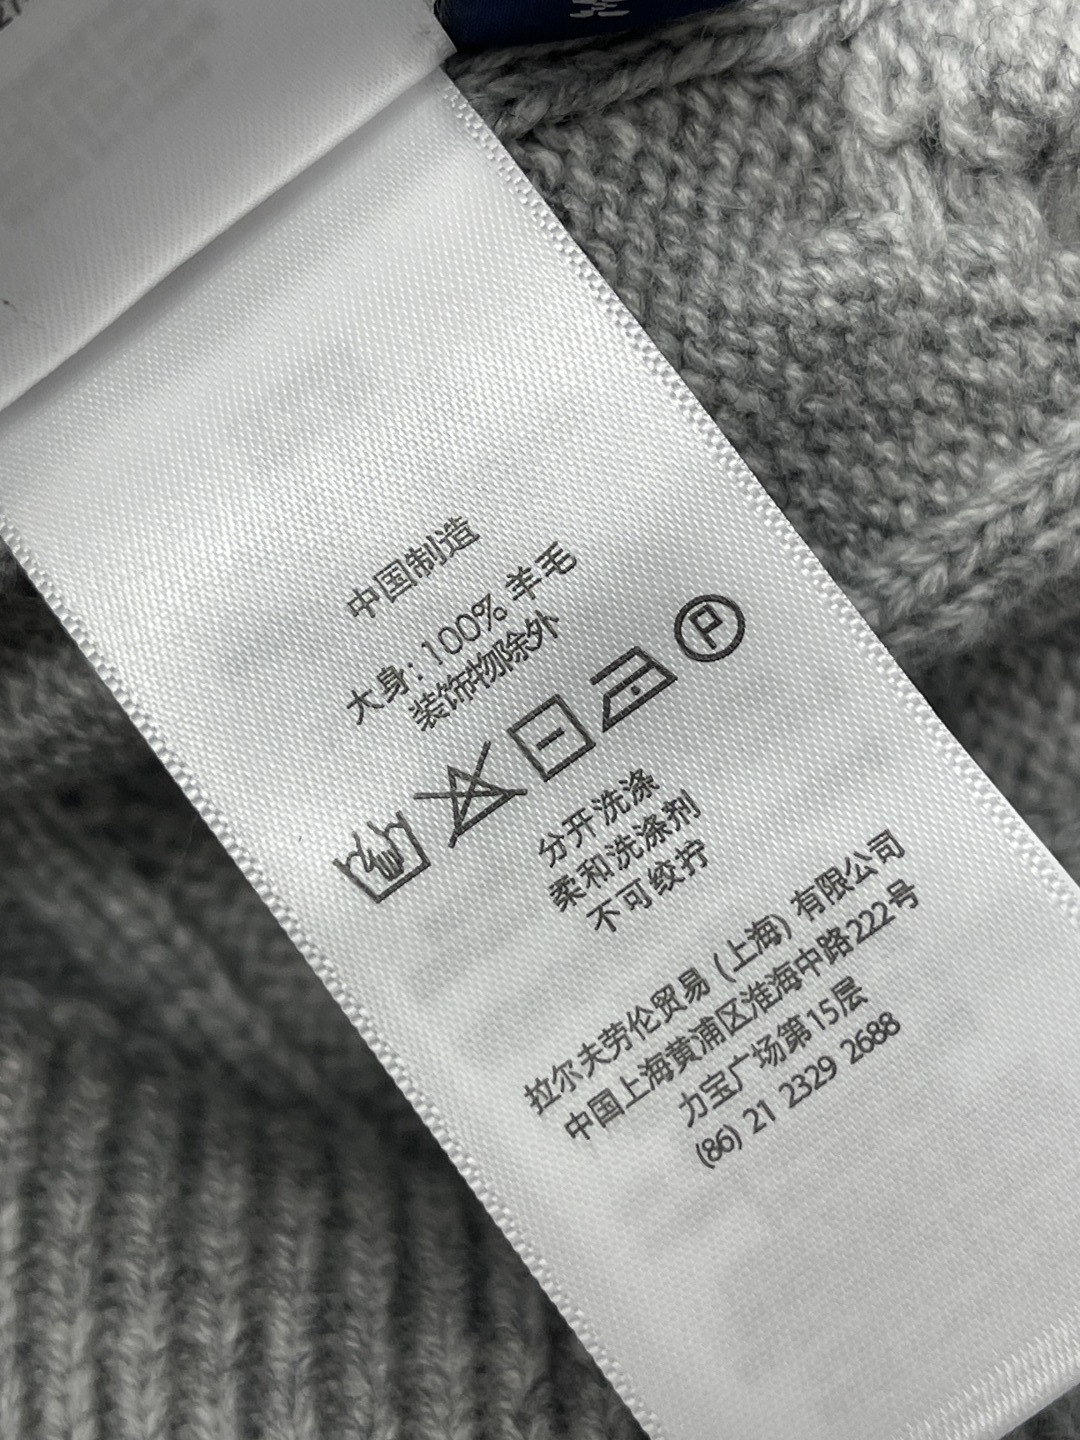 中国制造
大身: 100% 羊毛
装饰物除外
P
分开洗涤
柔和洗涤剂
不可绞拧
拉尔夫劳伦贸易 (上海) 有限公司
中国上海黄浦区淮海中路222号
力宝广场第15层
(86) 21 2329 2688